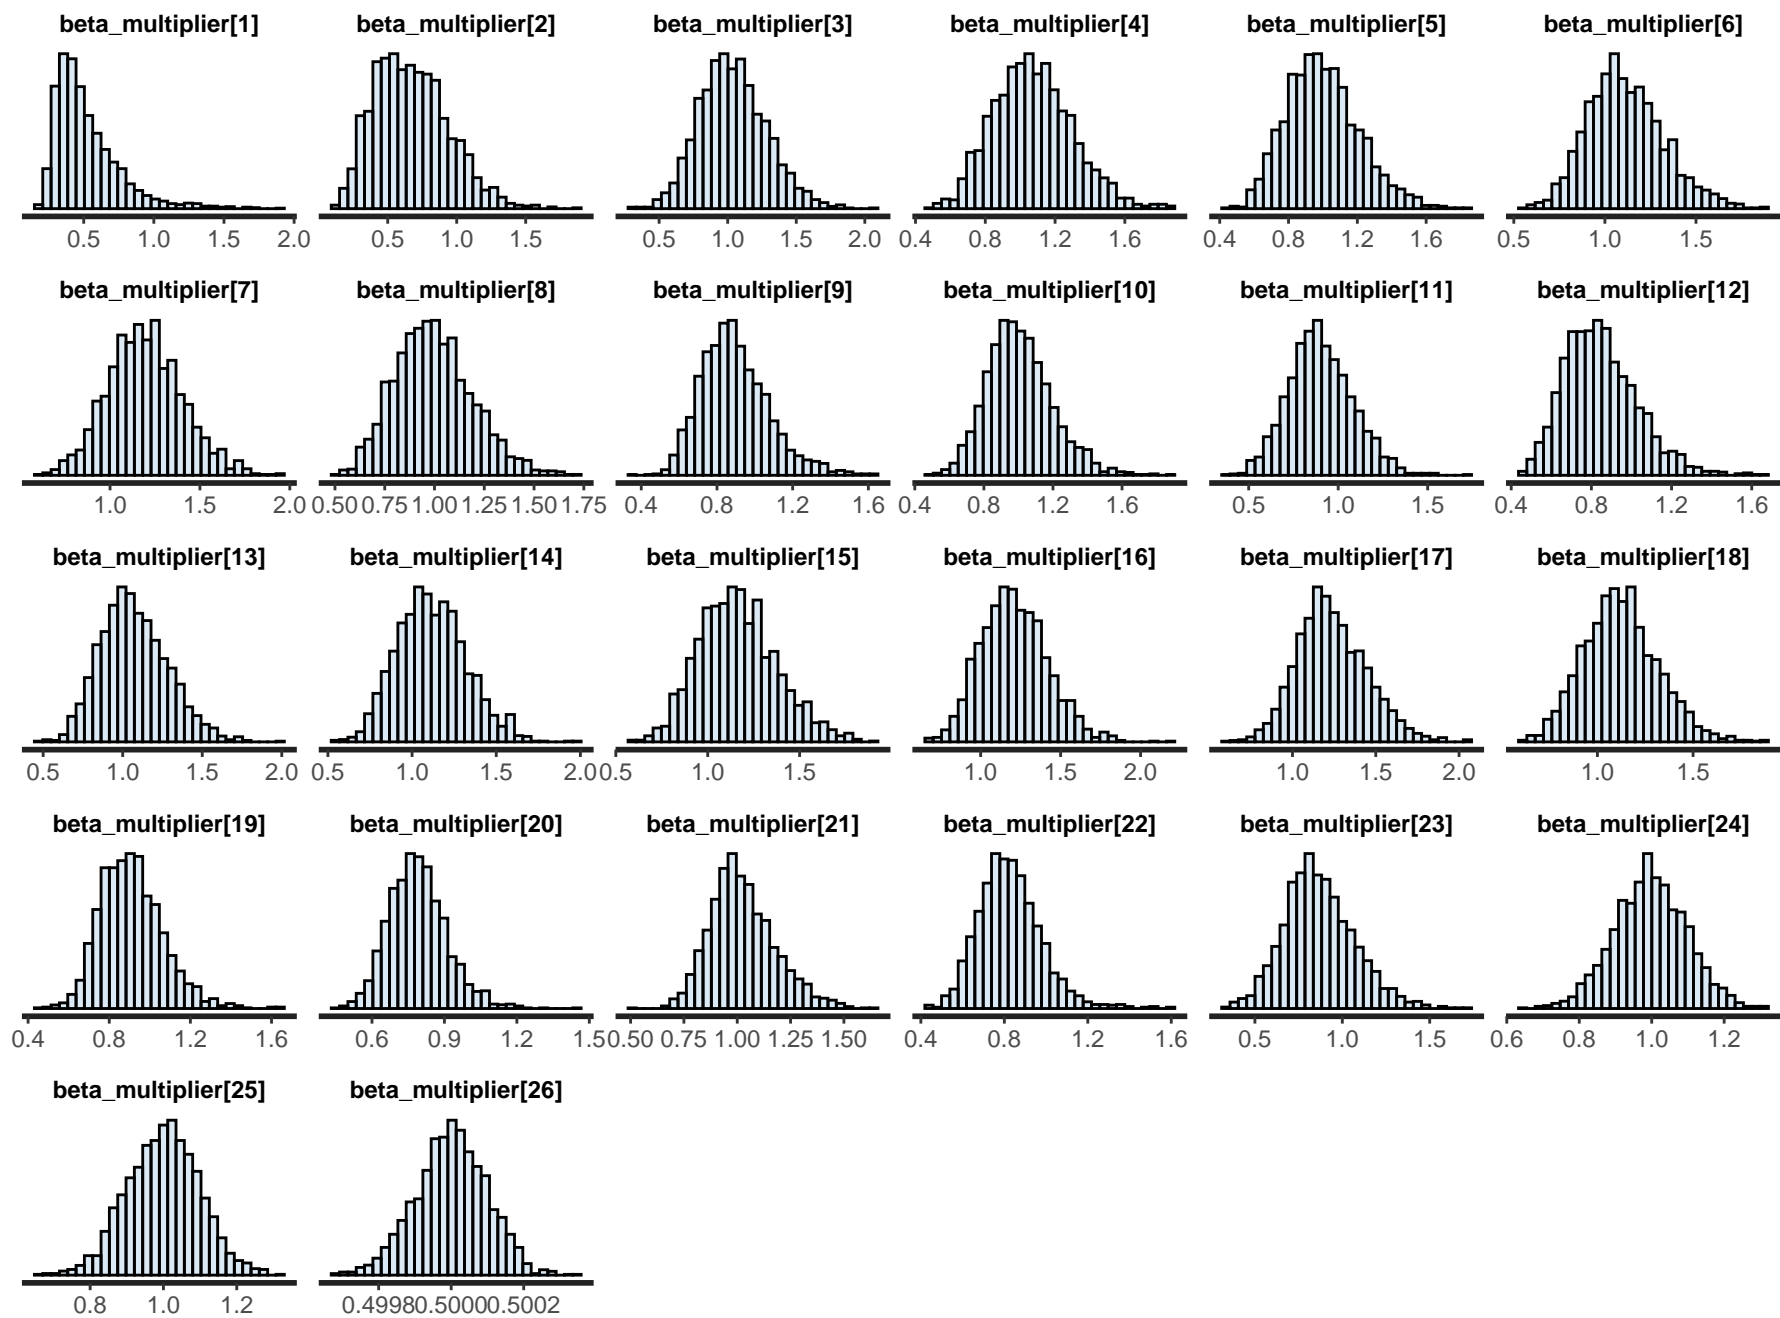 beta_multiplier[1] beta_multiplier[2] beta_multiplier[3] beta_multiplier[4] beta_multiplier[5] beta_multiplier[6]
0.5 1.0 1.5 2.0 0.5 1.0 1.5 0.5 1.0 1.5 2.0 0.4 0.8 1.2 1.6 0.4 0.8 1.2 1.6 0.5 1.0 1.5
beta_multiplier[7] beta_multiplier[8] beta_multiplier[9] beta_multiplier[10] beta_multiplier[11] beta_multiplier[12]
1.0 1.5 2.0 0.50 0.75 1.00 1.25 1.50 1.75 0.4 0.8 1.2 1.6 0.4 0.8 1.2 1.6 0.5 1.0 1.5 0.4 0.8 1.2 1.6
beta_multiplier[13] beta_multiplier[14] beta_multiplier[15] beta_multiplier[16] beta_multiplier[17] beta_multiplier[18]
0.5 1.0 1.5 2.0 0.5 1.0 1.5 2.0 0.5 1.0 1.5 1.0 1.5 2.0 1.0 1.5 2.0 1.0 1.5
beta_multiplier[19] beta_multiplier[20] beta_multiplier[21] beta_multiplier[22] beta_multiplier[23] beta_multiplier[24]
0.4 0.8 1.2 1.6 0.6 0.9 1.2 1.5 0.50 0.75 1.00 1.25 1.50 0.4 0.8 1.2 1.6 0.5 1.0 1.5 0.6 0.8 1.0 1.2
beta_multiplier[25] beta_multiplier[26]
0.8 1.0 1.2 0.4998 0.5000 0.5002